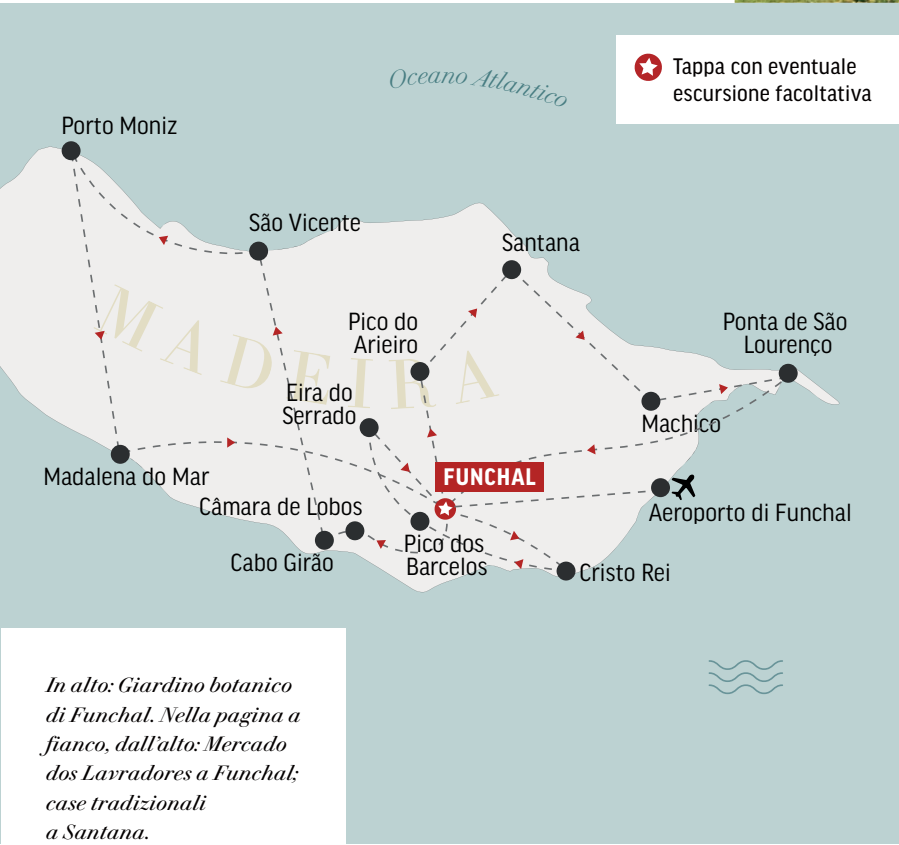 Oceano Atlantico
Tappa con eventuale
escursione facoltativa
Porto Moniz
São Vicente
Santana
Pico do
Arieiro
Ponta de São
Lourenço
MADEIRA
Eira do
Serrado
Machico
Madalena do Mar
FUNCHAL
Câmara de Lobos
Aeroporto di Funchal
Cabo Girão
Pico dos
Barcelos
Cristo Rei
In alto: Giardino botanico
di Funchal. Nella pagina a
fianco, dall'alto: Mercado
dos Lavradores a Funchal;
case tradizionali
a Santana.